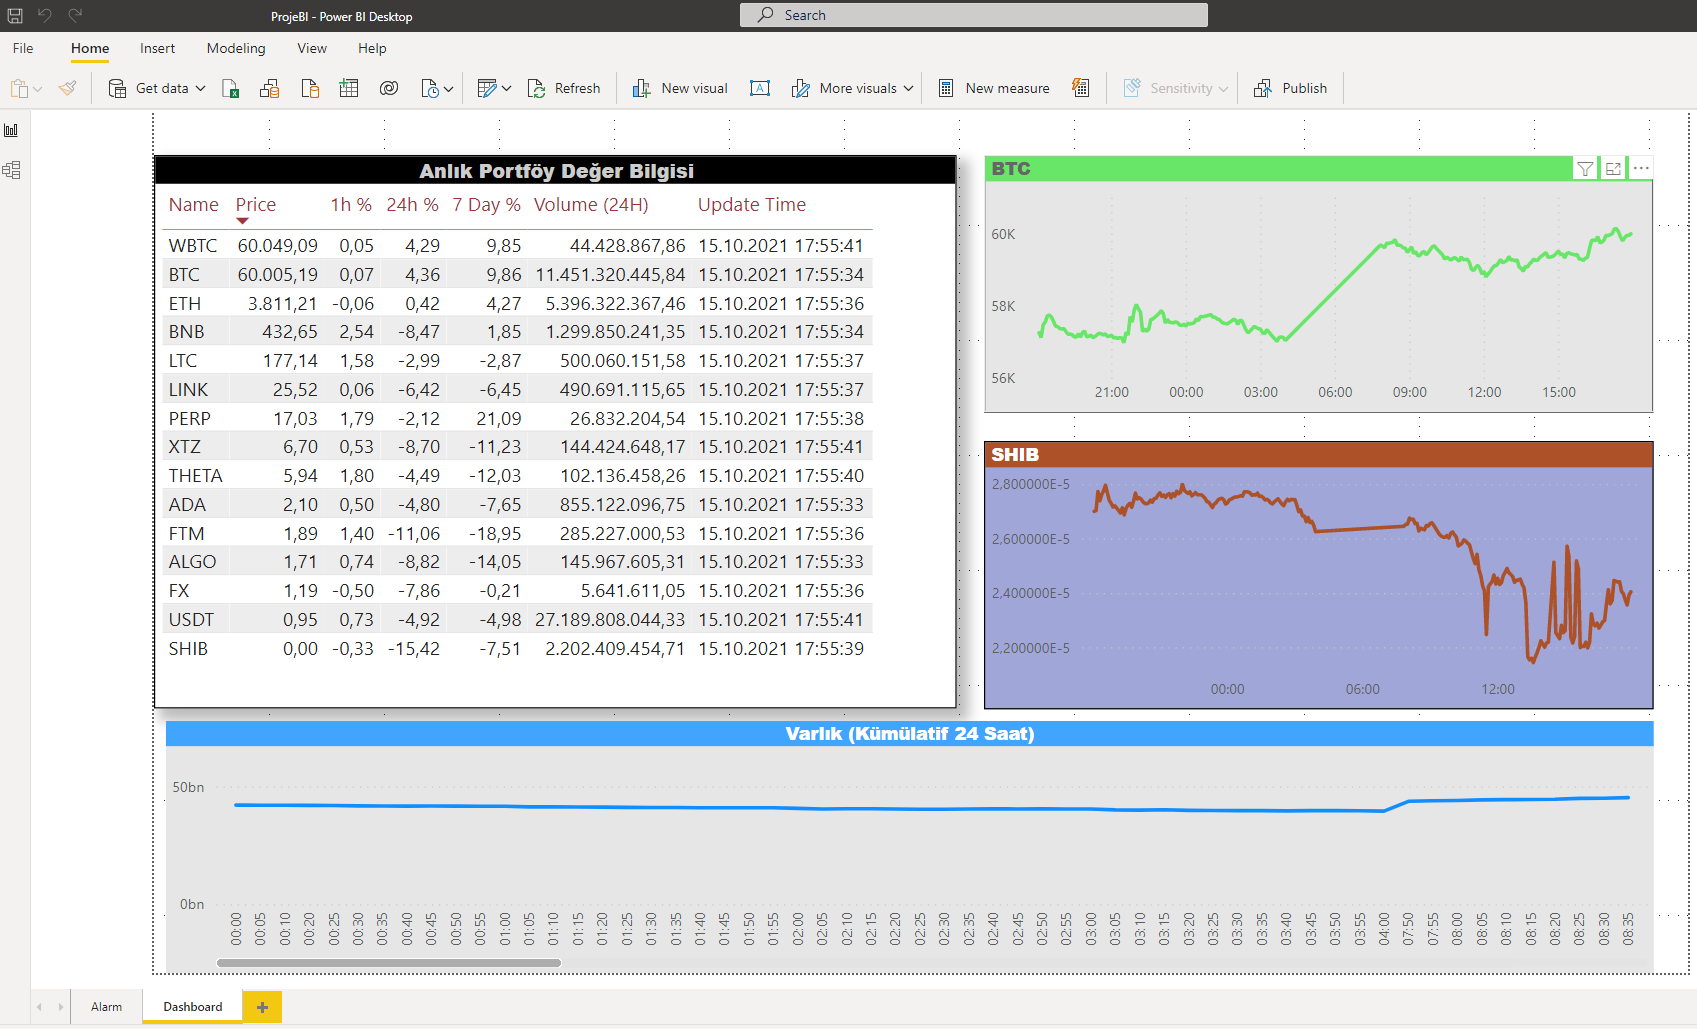 ProjeBI - Power BI Desktop
Search
File Home Insert Modeling View Help
Get data Refresh New visual More visuals New measure Sensitivity Publish
Anlık Portföy Değer Bilgisi
Name Price 1h % 24h % 7 Day % Volume (24H) Update Time
WBTC 60.049,09 0,05 4,29 9,85 44.428.867,86 15.10.2021 17:55:41
BTC 60.005,19 0,07 4,36 9,86 11.451.320.445,84 15.10.2021 17:55:34
ETH 3.811,21 -0,06 0,42 4,27 5.396.322.367,46 15.10.2021 17:55:36
BNB 432,65 2,54 -8,47 1,85 1.299.850.241,35 15.10.2021 17:55:34
LTC 177,14 1,58 -2,99 -2,87 500.060.151,58 15.10.2021 17:55:37
LINK 25,52 0,06 -6,42 -6,45 490.691.115,65 15.10.2021 17:55:37
PERP 17,03 1,79 -2,12 21,09 26.832.204,54 15.10.2021 17:55:38
XTZ 6,70 0,53 -8,70 -11,23 144.424.648,17 15.10.2021 17:55:41
THETA 5,94 1,80 -4,49 -12,03 102.136.458,26 15.10.2021 17:55:40
ADA 2,10 0,50 -4,80 -7,65 855.122.096,75 15.10.2021 17:55:33
FTM 1,89 1,40 -11,06 -18,95 285.227.000,53 15.10.2021 17:55:36
ALGO 1,71 0,74 -8,82 -14,05 145.967.605,31 15.10.2021 17:55:33
FX 1,19 -0,50 -7,86 -0,21 5.641.611,05 15.10.2021 17:55:36
USDT 0,95 0,73 -4,92 -4,98 27.189.808.044,33 15.10.2021 17:55:41
SHIB 0,00 -0,33 -15,42 -7,51 2.202.409.454,71 15.10.2021 17:55:39
BTC
60K
58K
56K
21:00 00:00 03:00 06:00 09:00 12:00 15:00
SHIB
2,800000E-5
2,600000E-5
2,400000E-5
2,200000E-5
00:00 06:00 12:00
Varlık (Kümülatif 24 Saat)
50bn
0bn
00:00 00:05 00:10 00:20 00:25 00:30 00:35 00:40 00:45 00:50 00:55 01:00 01:05 01:10 01:15 01:20 01:25 01:30 01:35 01:40 01:45 01:50 01:55 02:00 02:05 02:10 02:15 02:20 02:25 02:30 02:35 02:40 02:45 02:50 02:55 03:00 03:05 03:10 03:15 03:20 03:25 03:30 03:35 03:40 03:45 03:50 03:55 04:00 07:50 07:55 08:00 08:05 08:10 08:15 08:20 08:25 08:30 08:35
Alarm Dashboard +